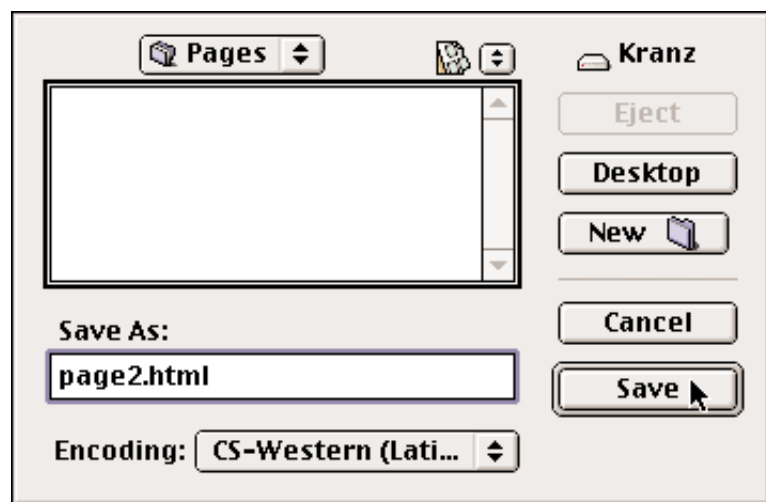 Pages
Kranz
Eject
Desktop
New
Save As:
Cancel
page2.html
Save
Encoding: CS-Western (Lati...